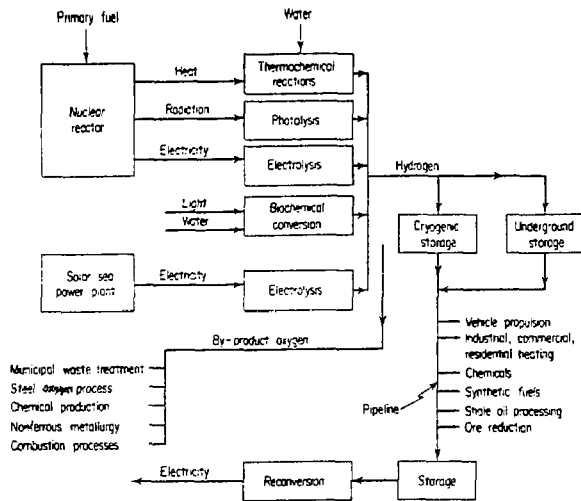 Primary fuel
Water
Nuclear
reactor
Heat
Thermochemical
reactions
Radiction
Photolysis
Electricity
Electrolysis
Hydrogen
Light
Water
Biochemical
conversion
Cryogenic
storage
Underground
storage
Solar sea
power plant
Electricity
Electrolysis
By-product oxygen
Municipal waste treatment
Steel oxygen process
Chemical production
Nonferrous metallurgy
Combustion processes
Vehicle propulsion
Industrial, commercial,
residential heating
Chemicals
Synthetic fuels
Pipeline
Shale oil processing
Ore reduction
Electricity
Reconversion
Storage